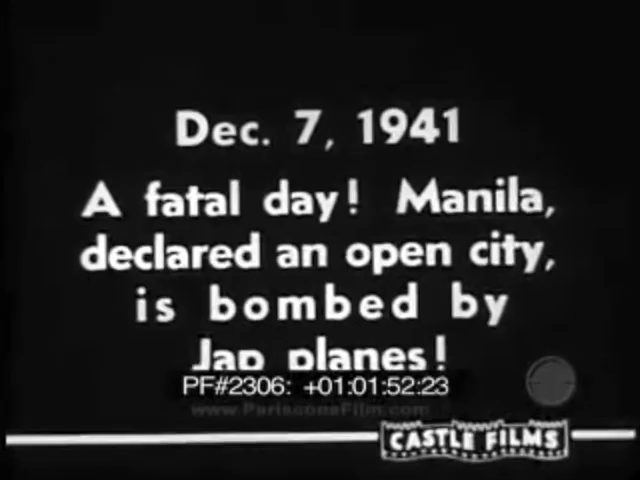 Dec. 7, 1941
A fatal day! Manila,
declared an open city,
is bombed by
Jap planes!
PF#2306: +01:01:52:23
www.PeriscopeFilm.com
CASTLE FILMS